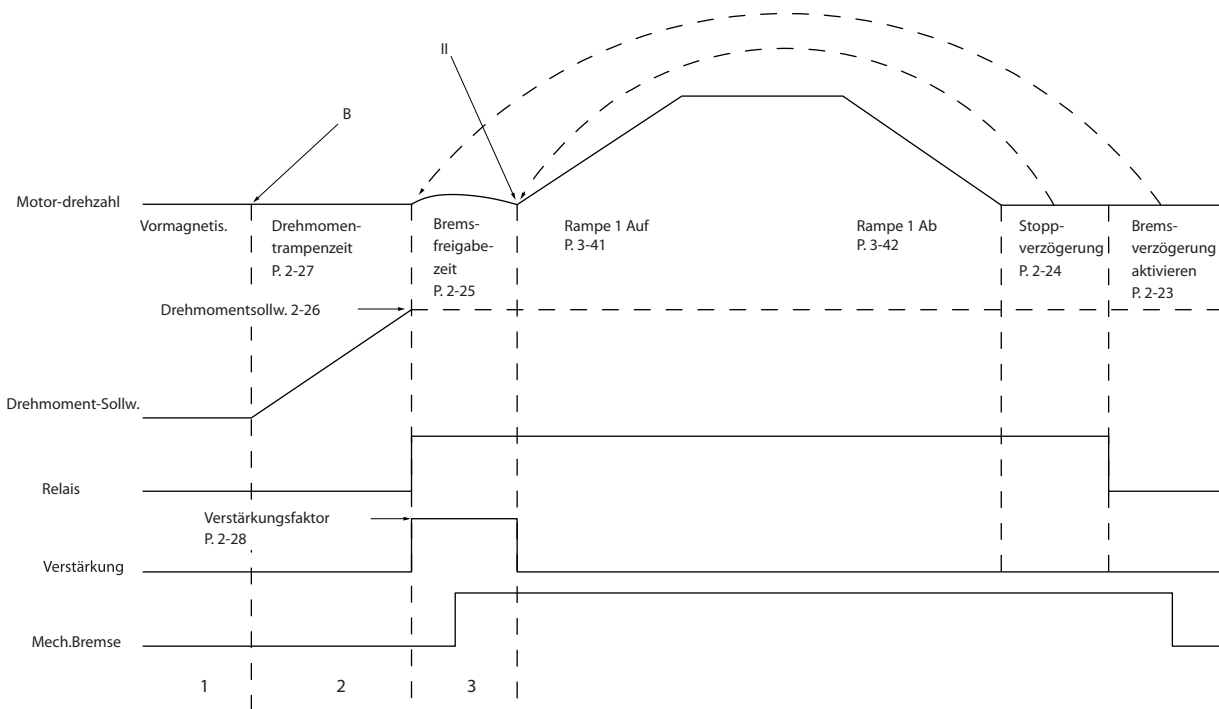 II
B
Motor-drehzahl
Vormagnetis.
Drehmomen-
trampenzeit
P. 2-27
Brems-
freigabe-
zeit
P. 2-25
Rampe 1 Auf
P. 3-41
Rampe 1 Ab
P. 3-42
Stopp-
verzögerung
P. 2-24
Brems-
verzögerung
aktivieren
P. 2-23
Drehmomentsollw. 2-26
Drehmoment-Sollw.
Relais
Verstärkungsfaktor
P. 2-28
Verstärkung
Mech.Bremse
1
2
3